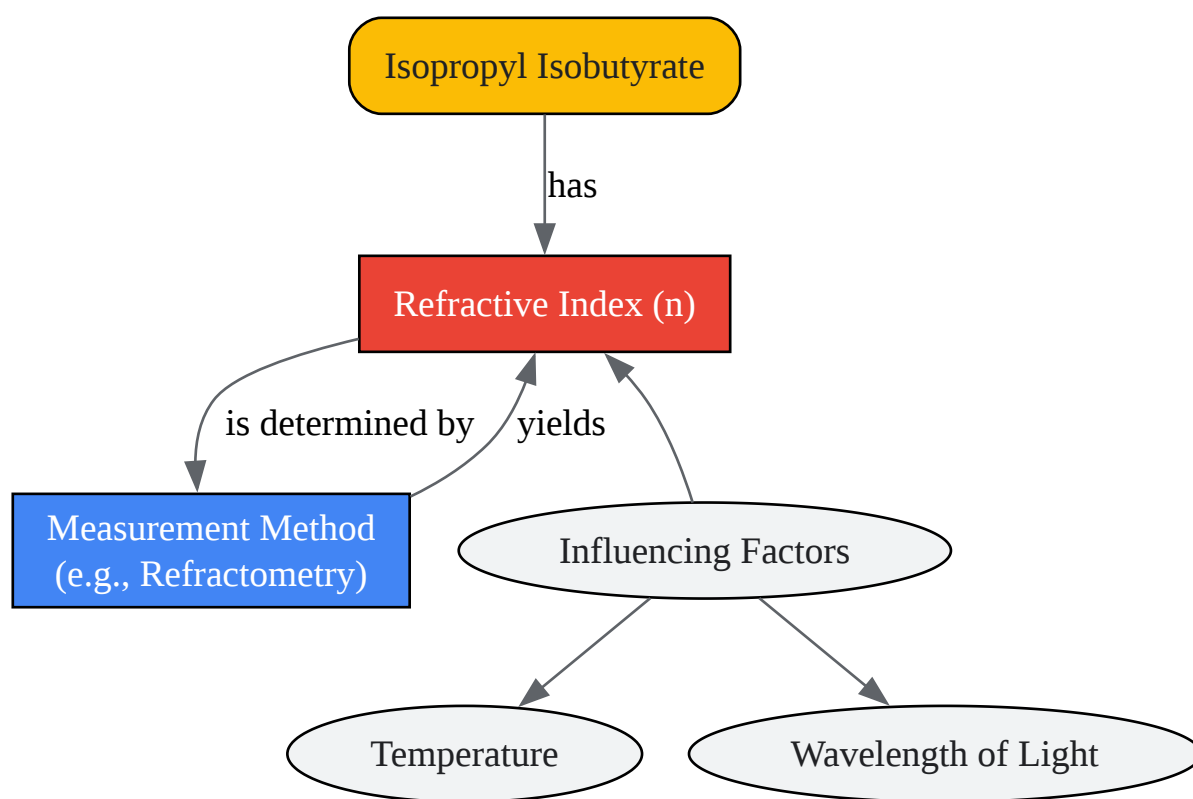 Isopropyl Isobutyrate
has
Refractive Index (n)
is determined by
yields
Measurement Method
(e.g., Refractometry)
Influencing Factors
Temperature
Wavelength of Light